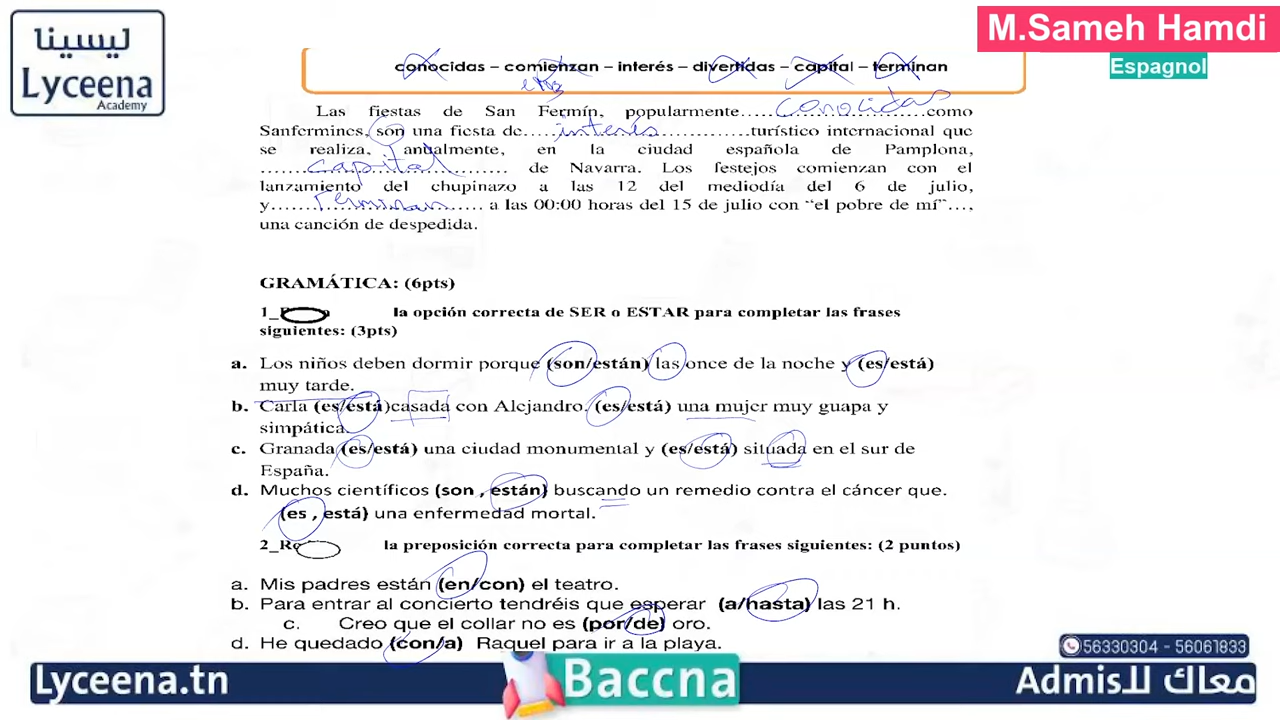 ليسينا
Lyceena
Academy
M.Sameh Hamdi
Espagnol
conocidas – comienzan – interés – divertidas – capital – terminan
Las fiestas de San Fermín, popularmente conocidas como
Sanfermines, son una fiesta de interés turístico internacional que
se realiza, anualmente, en la ciudad española de Pamplona,
capital de Navarra. Los festejos comienzan con el
lanzamiento del chupinazo a las 12 del mediodía del 6 de julio,
y terminan a las 00:00 horas del 15 de julio con “el pobre de mí”…,
una canción de despedida.
GRAMÁTICA: (6pts)
1_ la opción correcta de SER o ESTAR para completar las frases
siguientes: (3pts)
a. Los niños deben dormir porque (son/están) las once de la noche y (es/está)
muy tarde.
b. Carla (es/está)casada con Alejandro. (es/está) una mujer muy guapa y
simpática.
c. Granada (es/está) una ciudad monumental y (es/está) situada en el sur de
España.
d. Muchos científicos (son , están) buscando un remedio contra el cáncer que.
(es , está) una enfermedad mortal.
2_ la preposición correcta para completar las frases siguientes: (2 puntos)
a. Mis padres están (en/con) el teatro.
b. Para entrar al concierto tendréis que esperar (a/hasta) las 21 h.
c. Creo que el collar no es (por/de) oro.
d. He quedado (con/a) Raquel para ir a la playa.
56330304 - 56061833
Lyceena.tn
Baccna
معاك للـ Admis